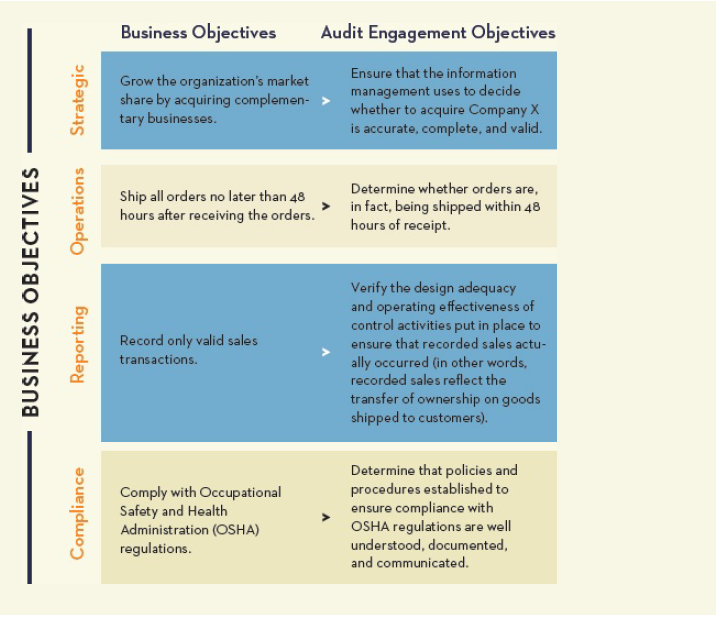 Business Objectives
Audit Engagement Objectives
BUSINESS OBJECTIVES
Strategic
Grow the organization's market
share by acquiring complemen-
tary businesses.
>
Ensure that the information
management uses to decide
whether to acquire Company X
is accurate, complete, and valid.
Operations
Ship all orders no later than 48
hours after receiving the orders.
>
Determine whether orders are,
in fact, being shipped within 48
hours of receipt.
Reporting
Record only valid sales
transactions.
>
Verify the design adequacy
and operating effectiveness of
control activities put in place to
ensure that recorded sales actu-
ally occurred (in other words,
recorded sales reflect the
transfer of ownership on goods
shipped to customers).
Compliance
Comply with Occupational
Safety and Health
Administration (OSHA)
regulations.
>
Determine that policies and
procedures established to
ensure compliance with
OSHA regulations are well
understood, documented,
and communicated.